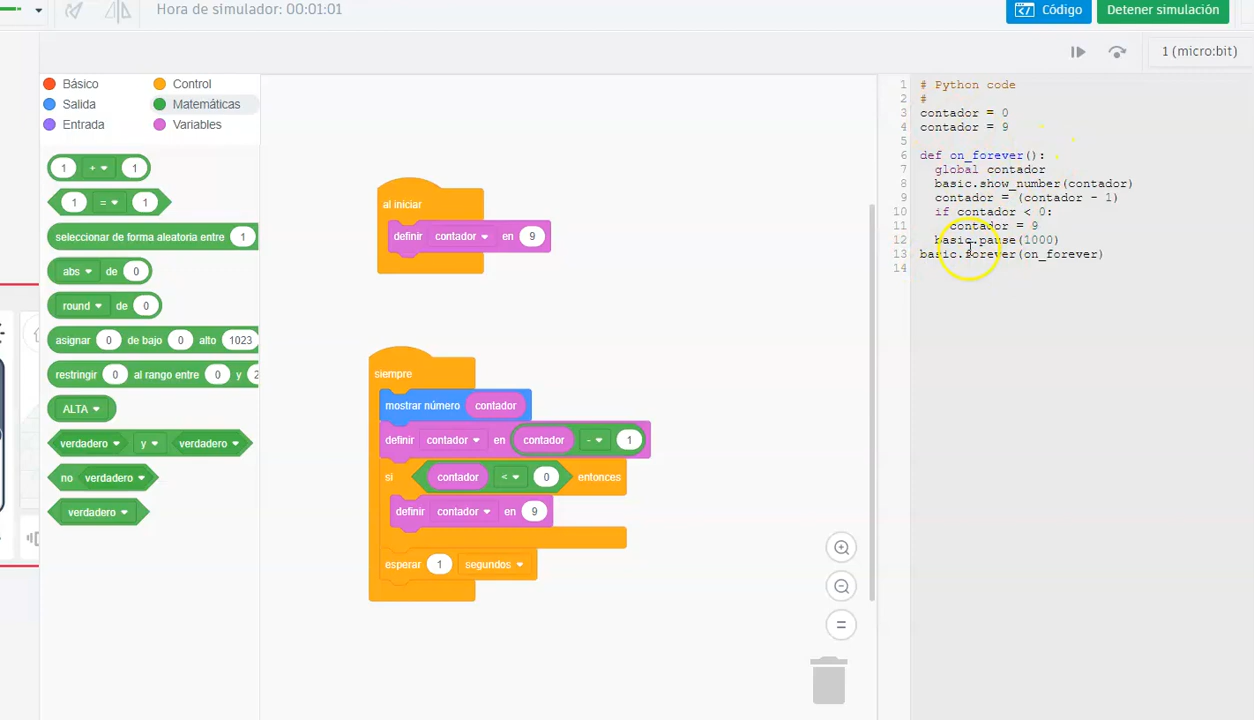 Hora de simulador: 00:01:01
Código
Detener simulación
1 (micro:bit)
Básico
Control
Salida
Matemáticas
Entrada
Variables
1 + 1
1 = 1
seleccionar de forma aleatoria entre 1
abs de 0
round de 0
asignar 0 de bajo 0 alto 1023
restringir 0 al rango entre 0 y 2
ALTA
verdadero y verdadero
no verdadero
verdadero
al iniciar
definir contador en 9
siempre
mostrar número contador
definir contador en contador - 1
si contador < 0 entonces
definir contador en 9
esperar 1 segundos
=
1 # Python code
2 #
3 contador = 0
4 contador = 9
5
6 def on_forever():
7 global contador
8 basic.show_number(contador)
9 contador = (contador - 1)
10 if contador < 0:
11 contador = 9
12 basic.pause(1000)
13 basic.forever(on_forever)
14